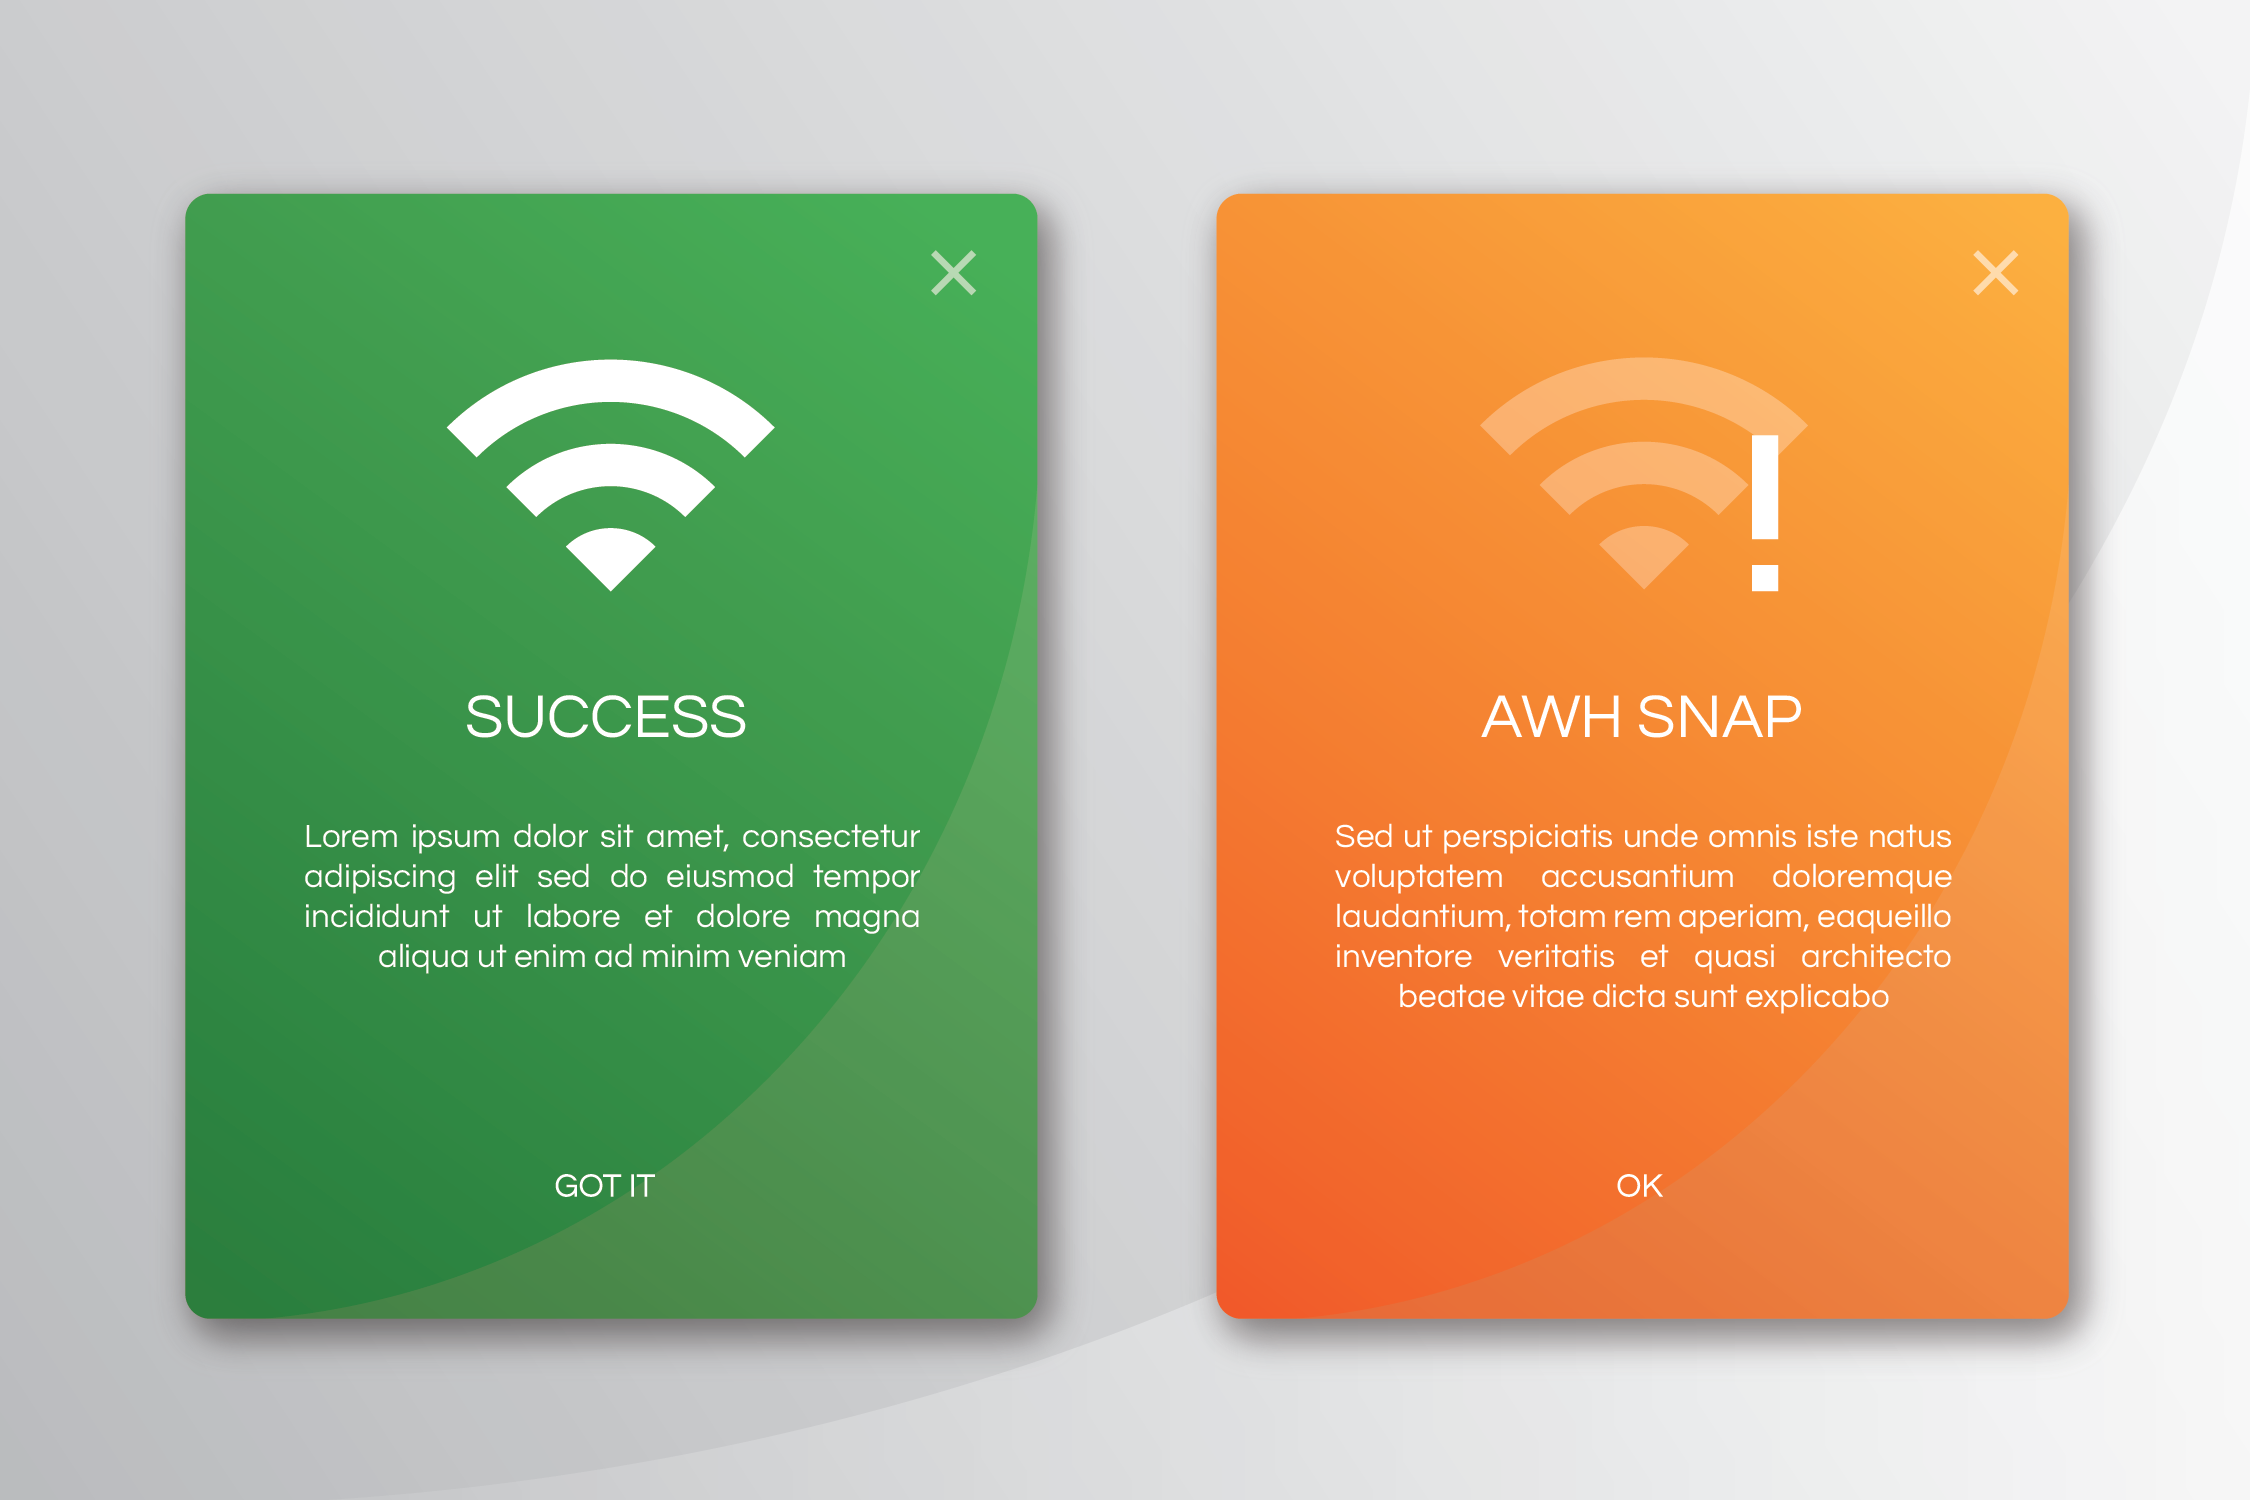 SUCCESS
Lorem ipsum dolor sit amet, consectetur
adipiscing elit sed do eiusmod tempor
incididunt ut labore et dolore magna
aliqua ut enim ad minim veniam
GOT IT
AWH SNAP
Sed ut perspiciatis unde omnis iste natus
voluptatem accusantium doloremque
laudantium, totam rem aperiam, eaqueillo
inventore veritatis et quasi architecto
beatae vitae dicta sunt explicabo
OK